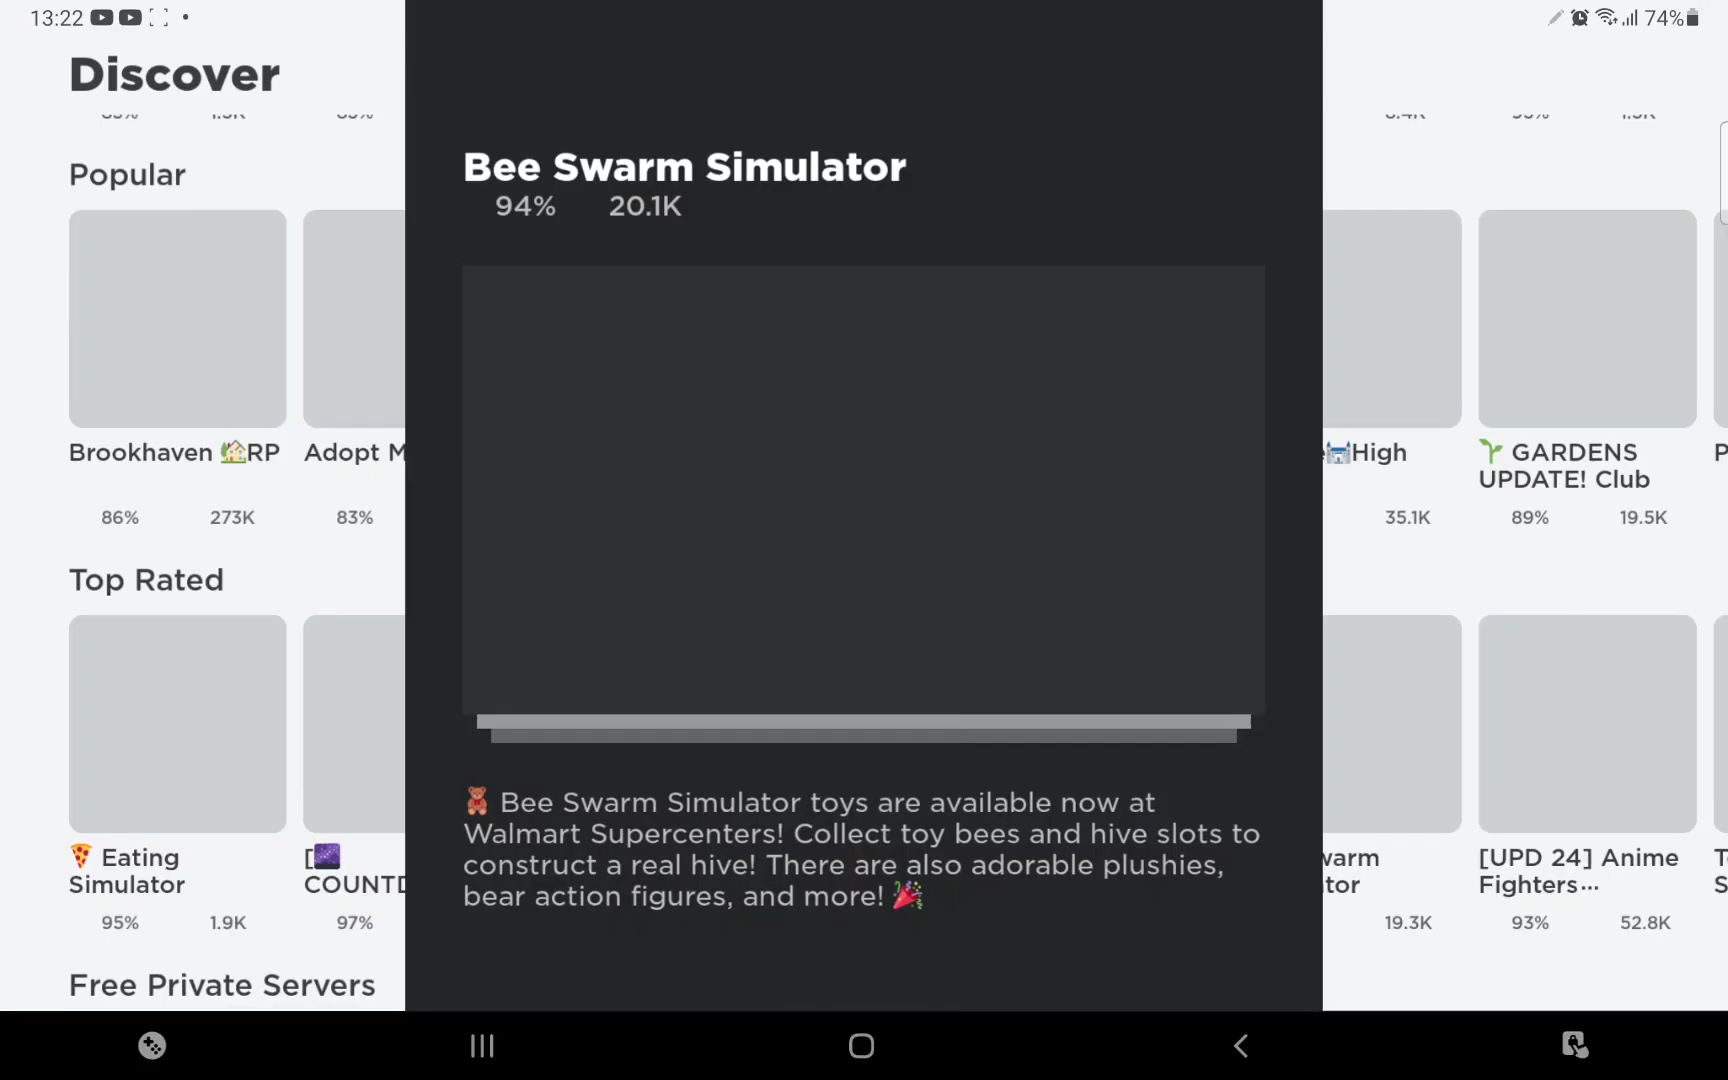 13:22
74%
Discover
Popular
Brookhaven 🏡RP
Adopt M
86% 273K 83%
Top Rated
🍕 Eating
Simulator
[🌌
COUNTD
95% 1.9K 97%
Free Private Servers
Bee Swarm Simulator
94% 20.1K
🧸 Bee Swarm Simulator toys are available now at
Walmart Supercenters! Collect toy bees and hive slots to
construct a real hive! There are also adorable plushies,
bear action figures, and more! 🎉
🏰High
🌱 GARDENS
UPDATE! Club
35.1K 89% 19.5K
warm
tor
[UPD 24] Anime
Fighters...
19.3K 93% 52.8K